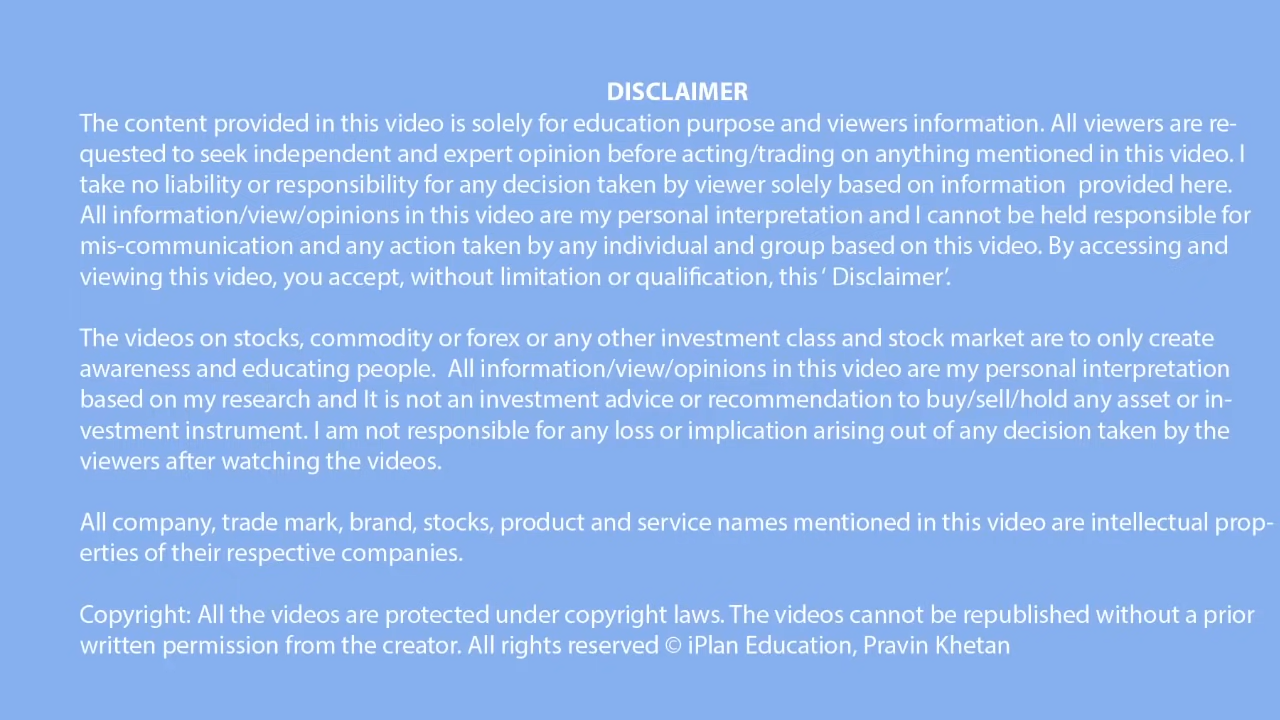 DISCLAIMER
The content provided in this video is solely for education purpose and viewers information. All viewers are re-
quested to seek independent and expert opinion before acting/trading on anything mentioned in this video. I
take no liability or responsibility for any decision taken by viewer solely based on information  provided here.
All information/view/opinions in this video are my personal interpretation and I cannot be held responsible for
mis-communication and any action taken by any individual and group based on this video. By accessing and
viewing this video, you accept, without limitation or qualification, this ‘ Disclaimer’.
The videos on stocks, commodity or forex or any other investment class and stock market are to only create
awareness and educating people.  All information/view/opinions in this video are my personal interpretation
based on my research and It is not an investment advice or recommendation to buy/sell/hold any asset or in-
vestment instrument. I am not responsible for any loss or implication arising out of any decision taken by the
viewers after watching the videos.
All company, trade mark, brand, stocks, product and service names mentioned in this video are intellectual prop-
erties of their respective companies.
Copyright: All the videos are protected under copyright laws. The videos cannot be republished without a prior
written permission from the creator. All rights reserved © iPlan Education, Pravin Khetan